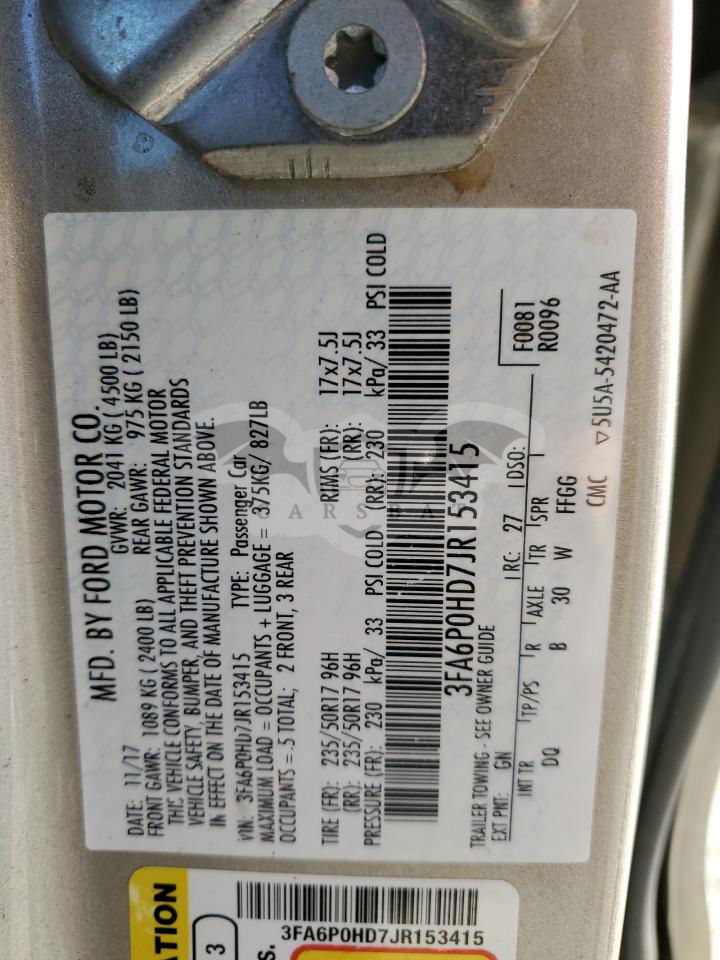 MFD. BY FORD MOTOR CO.
DATE: 11/17 GVWR: 2041 KG ( 4500 LB)
FRONT GAWR: 1089 KG ( 2400 LB) REAR GAWR: 975 KG ( 2150 LB)
THIS VEHICLE CONFORMS TO ALL APPLICABLE FEDERAL MOTOR
VEHICLE SAFETY, BUMPER, AND THEFT PREVENTION STANDARDS
IN EFFECT ON THE DATE OF MANUFACTURE SHOWN ABOVE.
VIN: 3FA6P0HD7JR153415 TYPE: Passenger Car
MAXIMUM LOAD = OCCUPANTS + LUGGAGE = 375KG/ 827LB
OCCUPANTS = 5 TOTAL; 2 FRONT, 3 REAR
TIRE (FR): 235/50R17 96H RIMS (FR): 17x7.5J
(RR): 235/50R17 96H (RR): 17x7.5J
PRESSURE (FR): 230 kPa/ 33 PSI COLD (RR): 230 kPa/ 33 PSI COLD
3FA6P0HD7JR153415
TRAILER TOWING - SEE OWNER GUIDE
EXT PNT: GN RC: 27 DSO: F0081
R0096
INT TR TP/PS R AXLE TR SPR
DQ B 30 W FFGG
CMC ▽5U5A-5420472-AA
CARSBA
ATION
3
S.
3FA6P0HD7JR153415